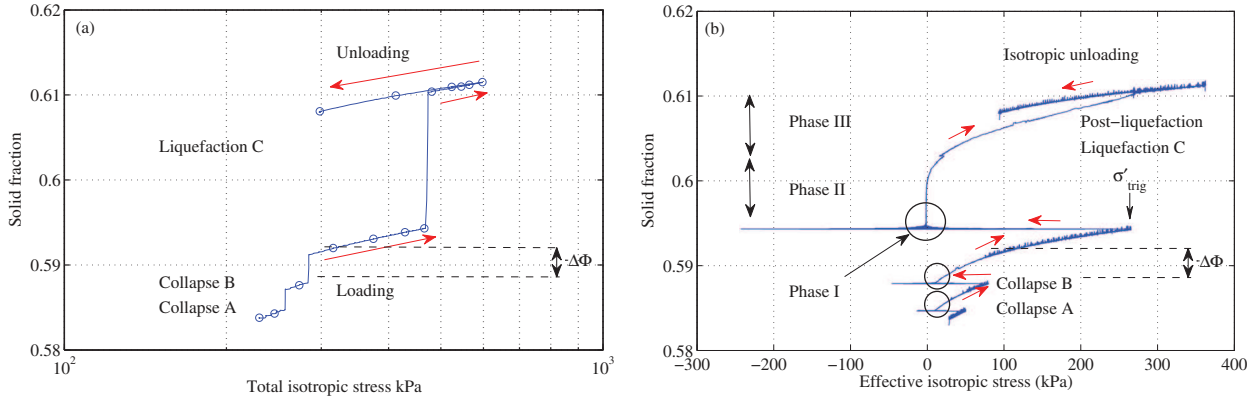 (a)
0.62
0.61
0.6
0.59
0.58
Solid fraction
Unloading
Liquefaction C
-ΔΦ
Collapse B
Loading
Collapse A
10²
10³
Total isotropic stress kPa
(b)
0.62
0.61
0.6
0.59
0.58
Solid fraction
Isotropic unloading
Phase III
Post−liquefaction
Liquefaction C
σ′trig
Phase II
-ΔΦ
Phase I
Collapse B
Collapse A
−300
−200
−100
0
100
200
300
400
Effective isotropic stress (kPa)